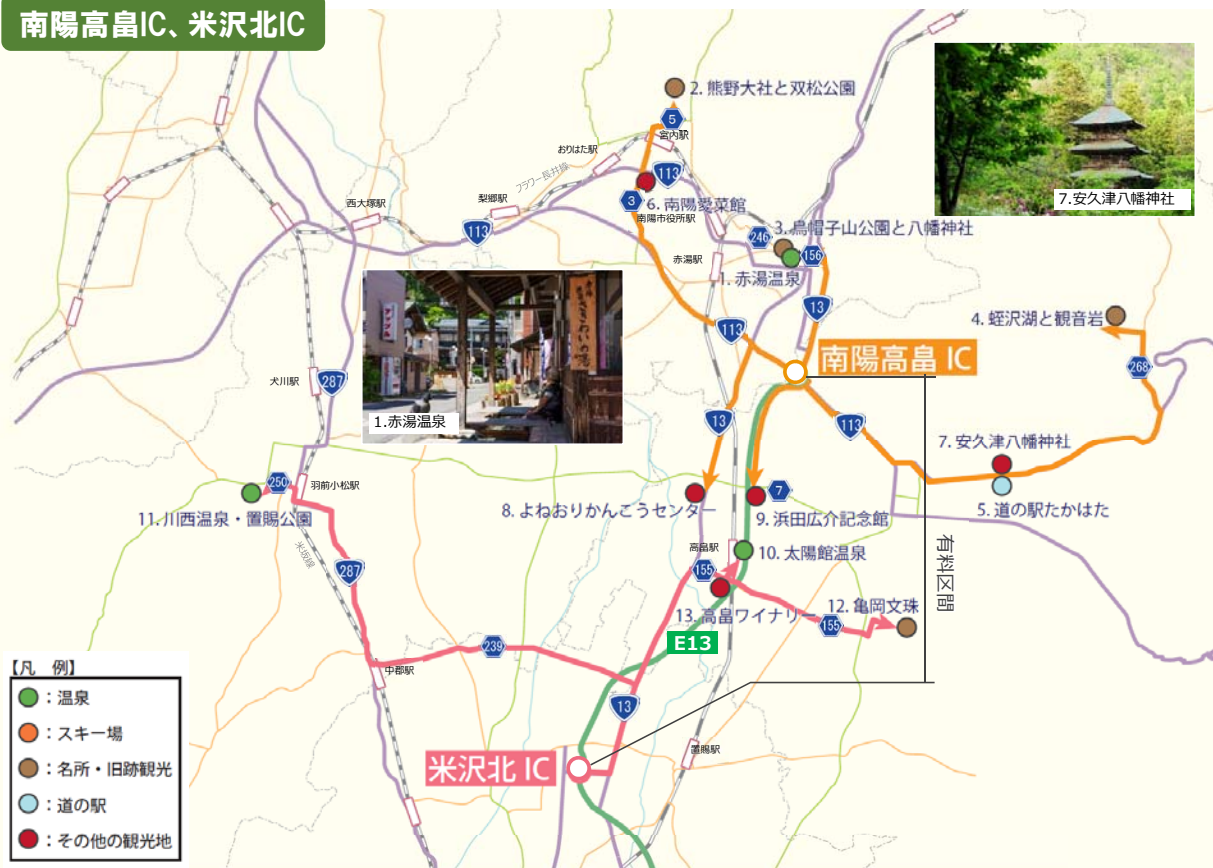 南陽高畠IC、米沢北IC
2. 熊野大社と双松公園
5
宮内駅
おりはた駅
フラワー長井線
113
6. 南陽愛菜館
3
南陽市役所駅
梨郷駅
西大塚駅
113
7.安久津八幡神社
3. 烏帽子山公園と八幡神社
246
156
赤湯駅
1. 赤湯温泉
13
4. 蛭沢湖と観音岩
113
南陽高畠 IC
268
犬川駅
287
1.赤湯温泉
13
113
7. 安久津八幡神社
羽前小松駅
250
11. 川西温泉・置賜公園
8. よねおりかんこうセンター
7
9. 浜田広介記念館
5. 道の駅たかはた
米坂線
287
高畠駅
10. 太陽館温泉
有料区間
155
13. 高畠ワイナリー
155
12. 亀岡文珠
E13
239
中郡駅
13
米沢北 IC
置賜駅
【凡 例】
:温泉
:スキー場
:名所・旧跡観光
:道の駅
:その他の観光地